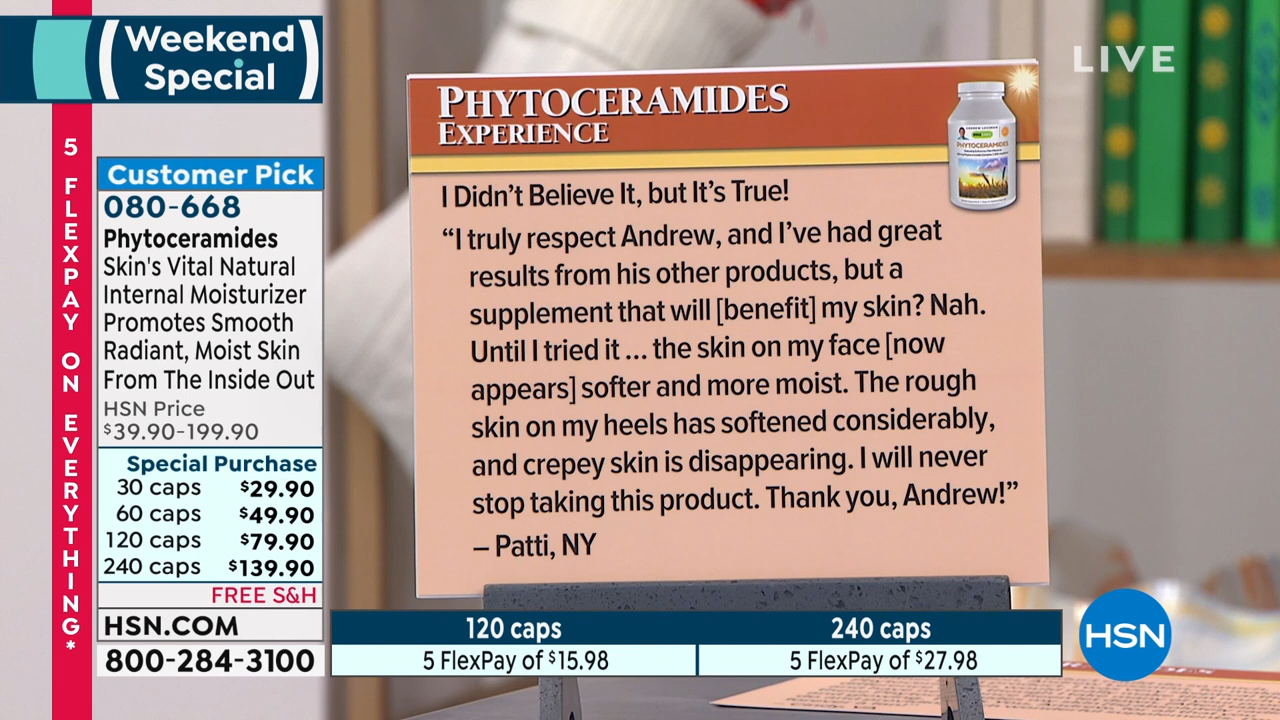 (Weekend
Special)
5 FLEXPAY ON EVERYTHING*
Customer Pick
080-668
Phytoceramides
Skin's Vital Natural
Internal Moisturizer
Promotes Smooth
Radiant, Moist Skin
From The Inside Out
HSN Price
$39.90-199.90
Special Purchase
30 caps $29.90
60 caps $49.90
120 caps $79.90
240 caps $139.90
FREE S&H
HSN.COM
800-284-3100
LIVE
PHYTOCERAMIDES
EXPERIENCE
PHYTOCERAMIDES
I Didn't Believe It, but It's True!
“I truly respect Andrew, and I've had great
results from his other products, but a
supplement that will [benefit] my skin? Nah.
Until I tried it ... the skin on my face [now
appears] softer and more moist. The rough
skin on my heels has softened considerably,
and crepey skin is disappearing. I will never
stop taking this product. Thank you, Andrew!”
– Patti, NY
120 caps 240 caps
5 FlexPay of $15.98 5 FlexPay of $27.98
HSN